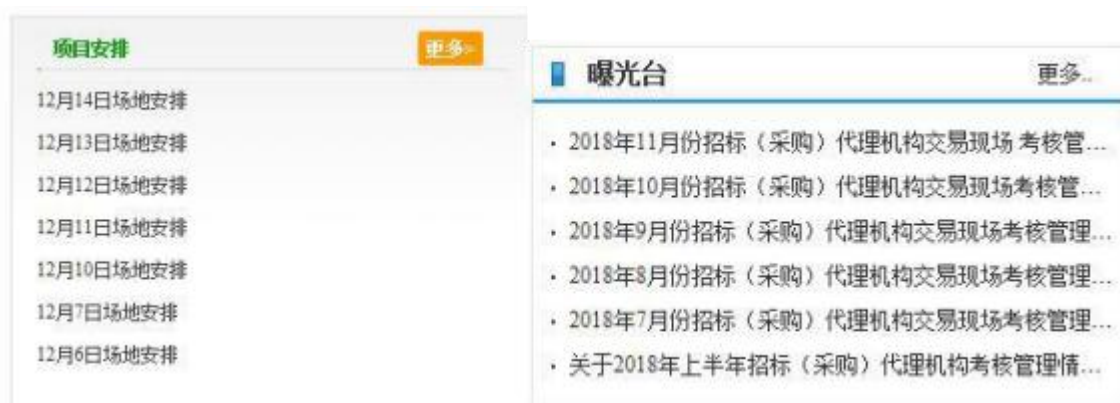 项目安排
更多»
12月14日场地安排
12月13日场地安排
12月12日场地安排
12月11日场地安排
12月10日场地安排
12月7日场地安排
12月6日场地安排
曝光台
更多..
· 2018年11月份招标（采购）代理机构交易现场 考核管...
· 2018年10月份招标（采购）代理机构交易现场考核管...
· 2018年9月份招标（采购）代理机构交易现场考核管理...
· 2018年8月份招标（采购）代理机构交易现场考核管理...
· 2018年7月份招标（采购）代理机构交易现场考核管理...
· 关于2018年上半年招标（采购）代理机构考核管理情...